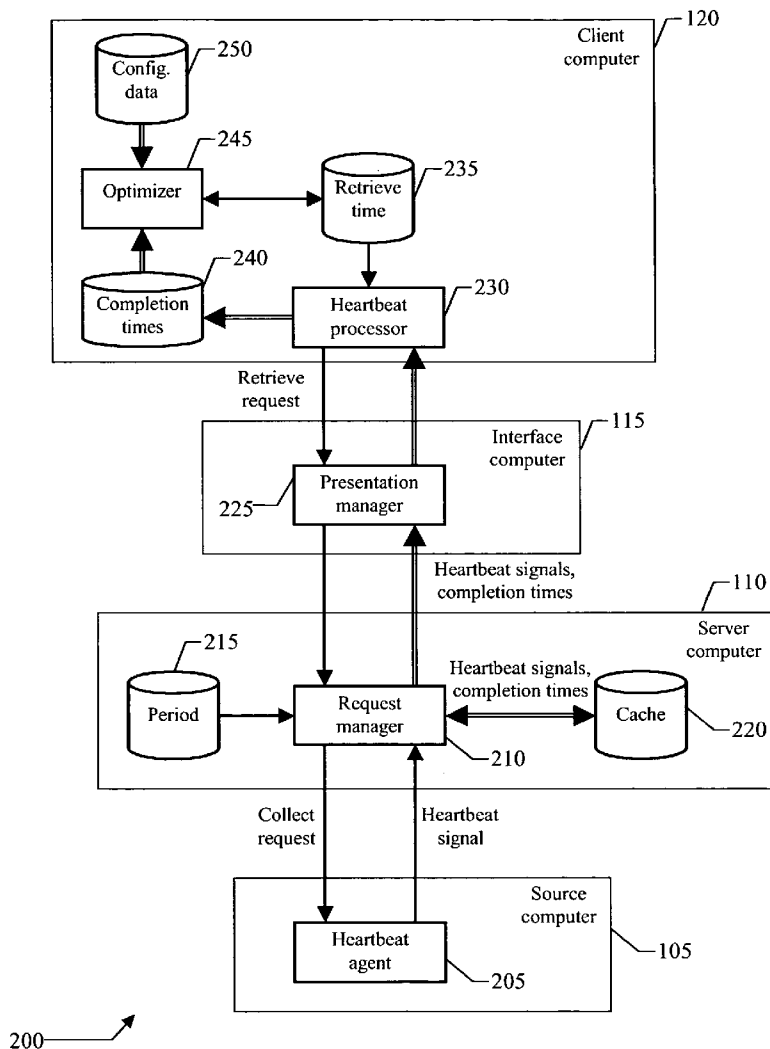 120
Client
computer
250
Config.
data
245
Optimizer
235
Retrieve
time
240
Completion
times
230
Heartbeat
processor
Retrieve
request
115
Interface
computer
Presentation
manager
225
Heartbeat signals,
completion times
110
Server
computer
215
Period
Request
manager
210
Heartbeat signals,
completion times
Cache
220
Collect
request
Heartbeat
signal
Source
computer
Heartbeat
agent
205
105
200